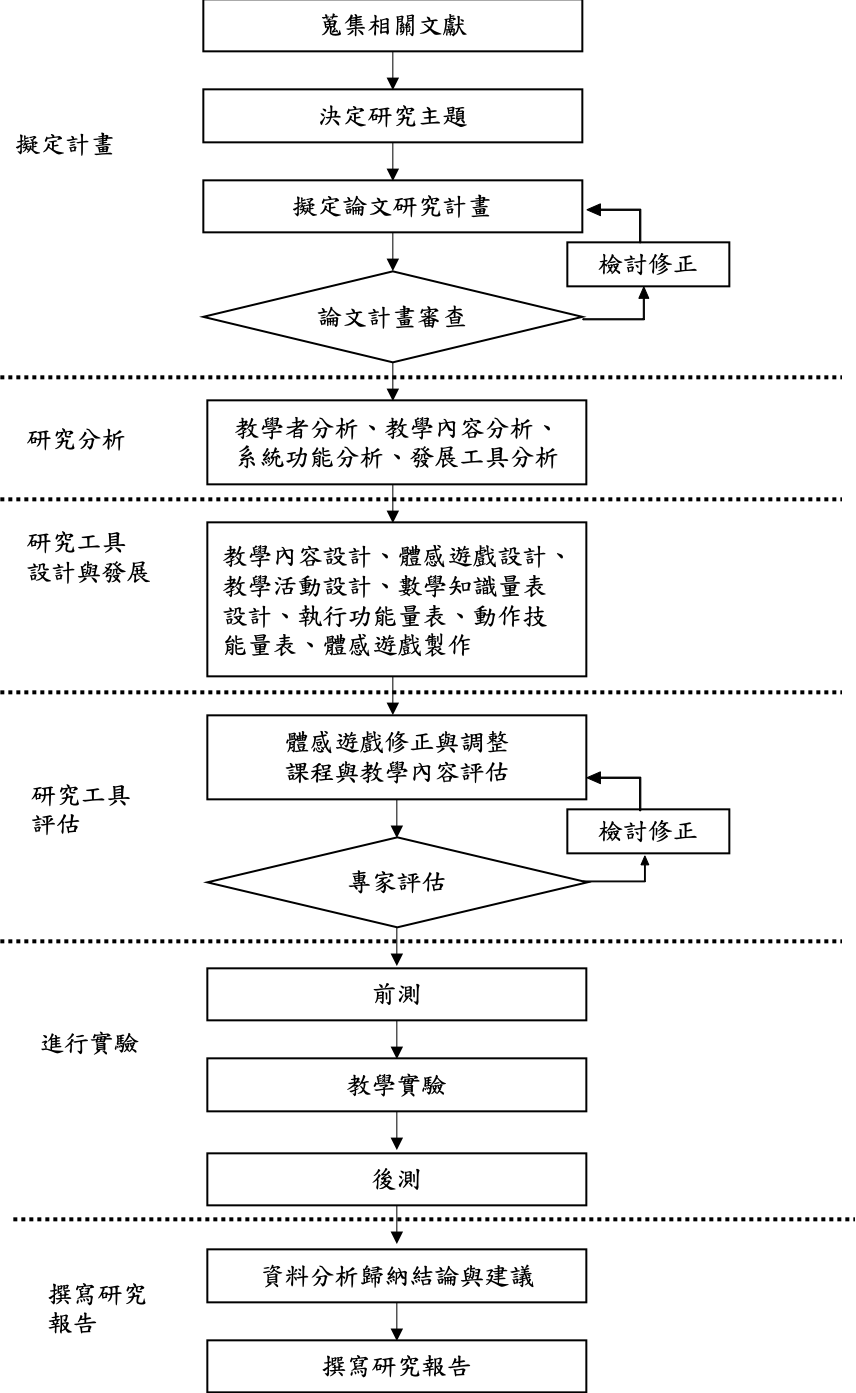 蒐集相關文獻
決定研究主題
擬定計畫
擬定論文研究計畫
檢討修正
論文計畫審查
研究分析
教學者分析、教學內容分析、
系統功能分析、發展工具分析
研究工具
設計與發展
教學內容設計、體感遊戲設計、
教學活動設計、數學知識量表
設計、執行功能量表、動作技
能量表、體感遊戲製作
研究工具
評估
體感遊戲修正與調整
課程與教學內容評估
檢討修正
專家評估
進行實驗
前測
教學實驗
後測
撰寫研究
報告
資料分析歸納結論與建議
撰寫研究報告